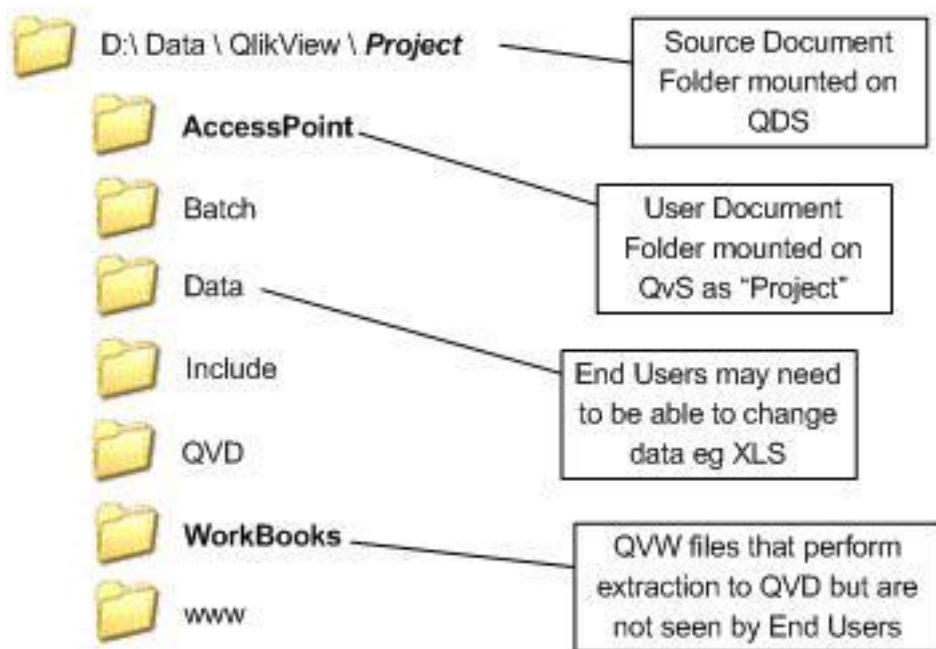 D:\ Data \ QlikView \ Project
Source Document
Folder mounted on
QDS
AccessPoint
Batch
User Document
Folder mounted on
QvS as “Project”
Data
Include
End Users may need
to be able to change
data eg XLS
QVD
WorkBooks
QVW files that perform
extraction to QVD but are
not seen by End Users
www